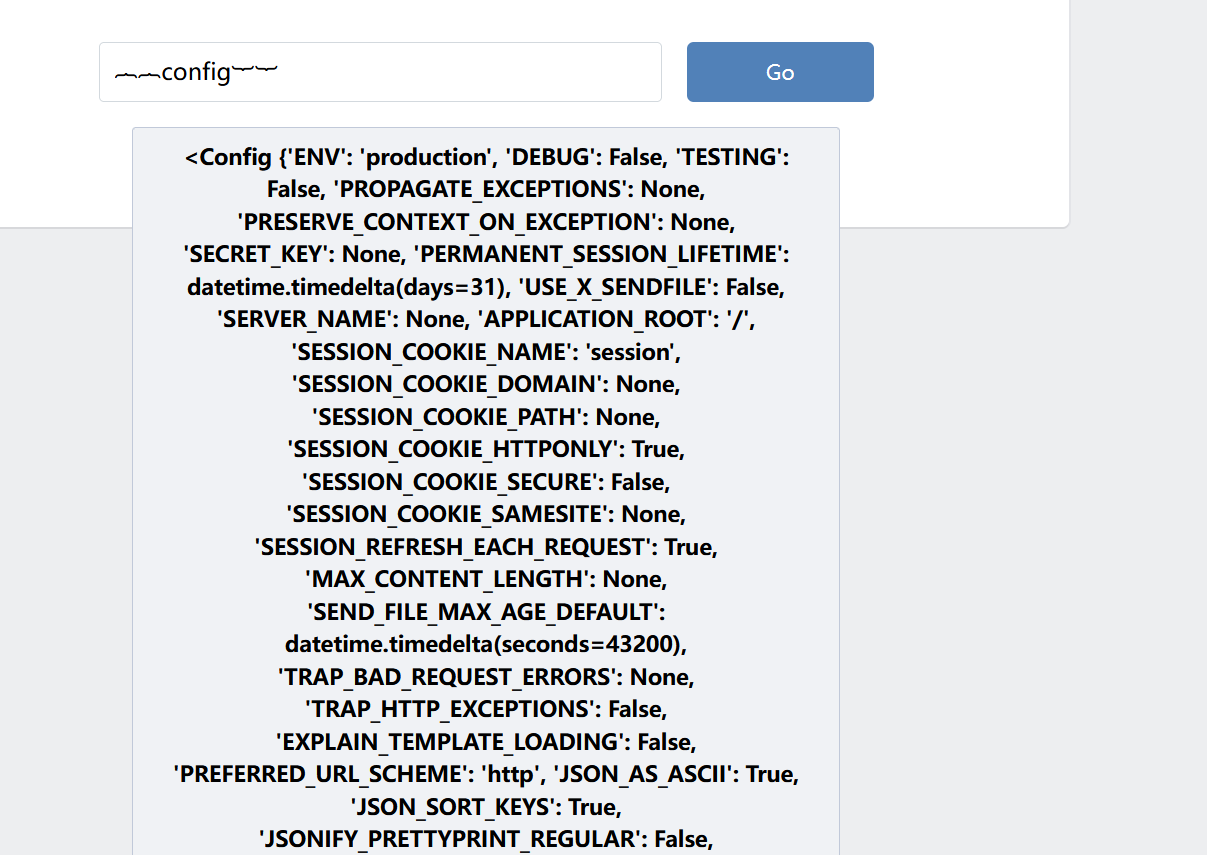 ︷︷config︸︸
Go
<Config {'ENV': 'production', 'DEBUG': False, 'TESTING':
False, 'PROPAGATE_EXCEPTIONS': None,
'PRESERVE_CONTEXT_ON_EXCEPTION': None,
'SECRET_KEY': None, 'PERMANENT_SESSION_LIFETIME':
datetime.timedelta(days=31), 'USE_X_SENDFILE': False,
'SERVER_NAME': None, 'APPLICATION_ROOT': '/',
'SESSION_COOKIE_NAME': 'session',
'SESSION_COOKIE_DOMAIN': None,
'SESSION_COOKIE_PATH': None,
'SESSION_COOKIE_HTTPONLY': True,
'SESSION_COOKIE_SECURE': False,
'SESSION_COOKIE_SAMESITE': None,
'SESSION_REFRESH_EACH_REQUEST': True,
'MAX_CONTENT_LENGTH': None,
'SEND_FILE_MAX_AGE_DEFAULT':
datetime.timedelta(seconds=43200),
'TRAP_BAD_REQUEST_ERRORS': None,
'TRAP_HTTP_EXCEPTIONS': False,
'EXPLAIN_TEMPLATE_LOADING': False,
'PREFERRED_URL_SCHEME': 'http', 'JSON_AS_ASCII': True,
'JSON_SORT_KEYS': True,
'JSONIFY_PRETTYPRINT_REGULAR': False,